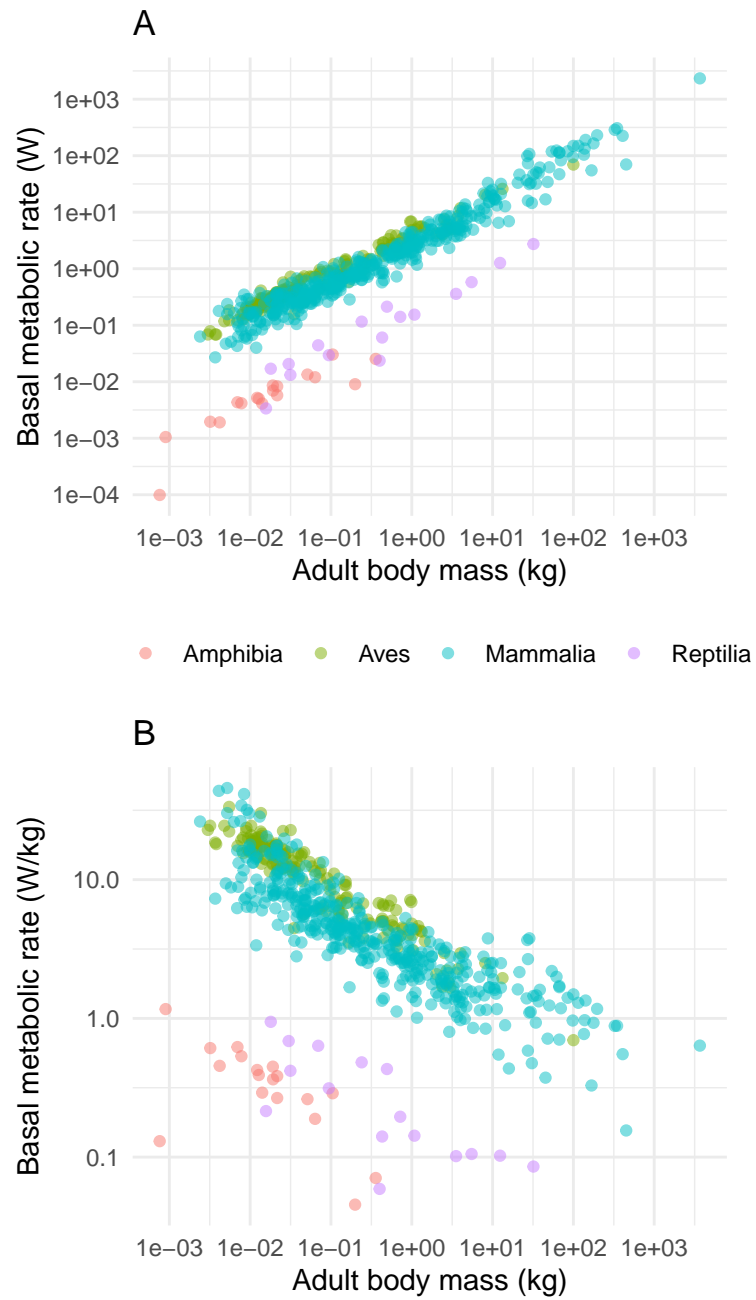 A
Basal metabolic rate (W)
1e+03
1e+02
1e+01
1e+00
1e−01
1e−02
1e−03
1e−04
1e−03 1e−02 1e−01 1e+00 1e+01 1e+02 1e+03
Adult body mass (kg)
Amphibia Aves Mammalia Reptilia
B
Basal metabolic rate (W/kg)
10.0
1.0
0.1
1e−03 1e−02 1e−01 1e+00 1e+01 1e+02 1e+03
Adult body mass (kg)